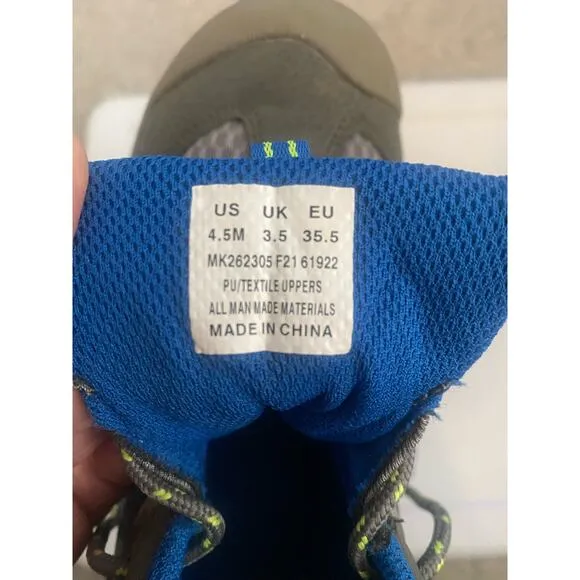 US UK EU
4.5M 3.5 35.5
MK262305 F21 61922
PU/TEXTILE UPPERS
ALL MAN MADE MATERIALS
MADE IN CHINA